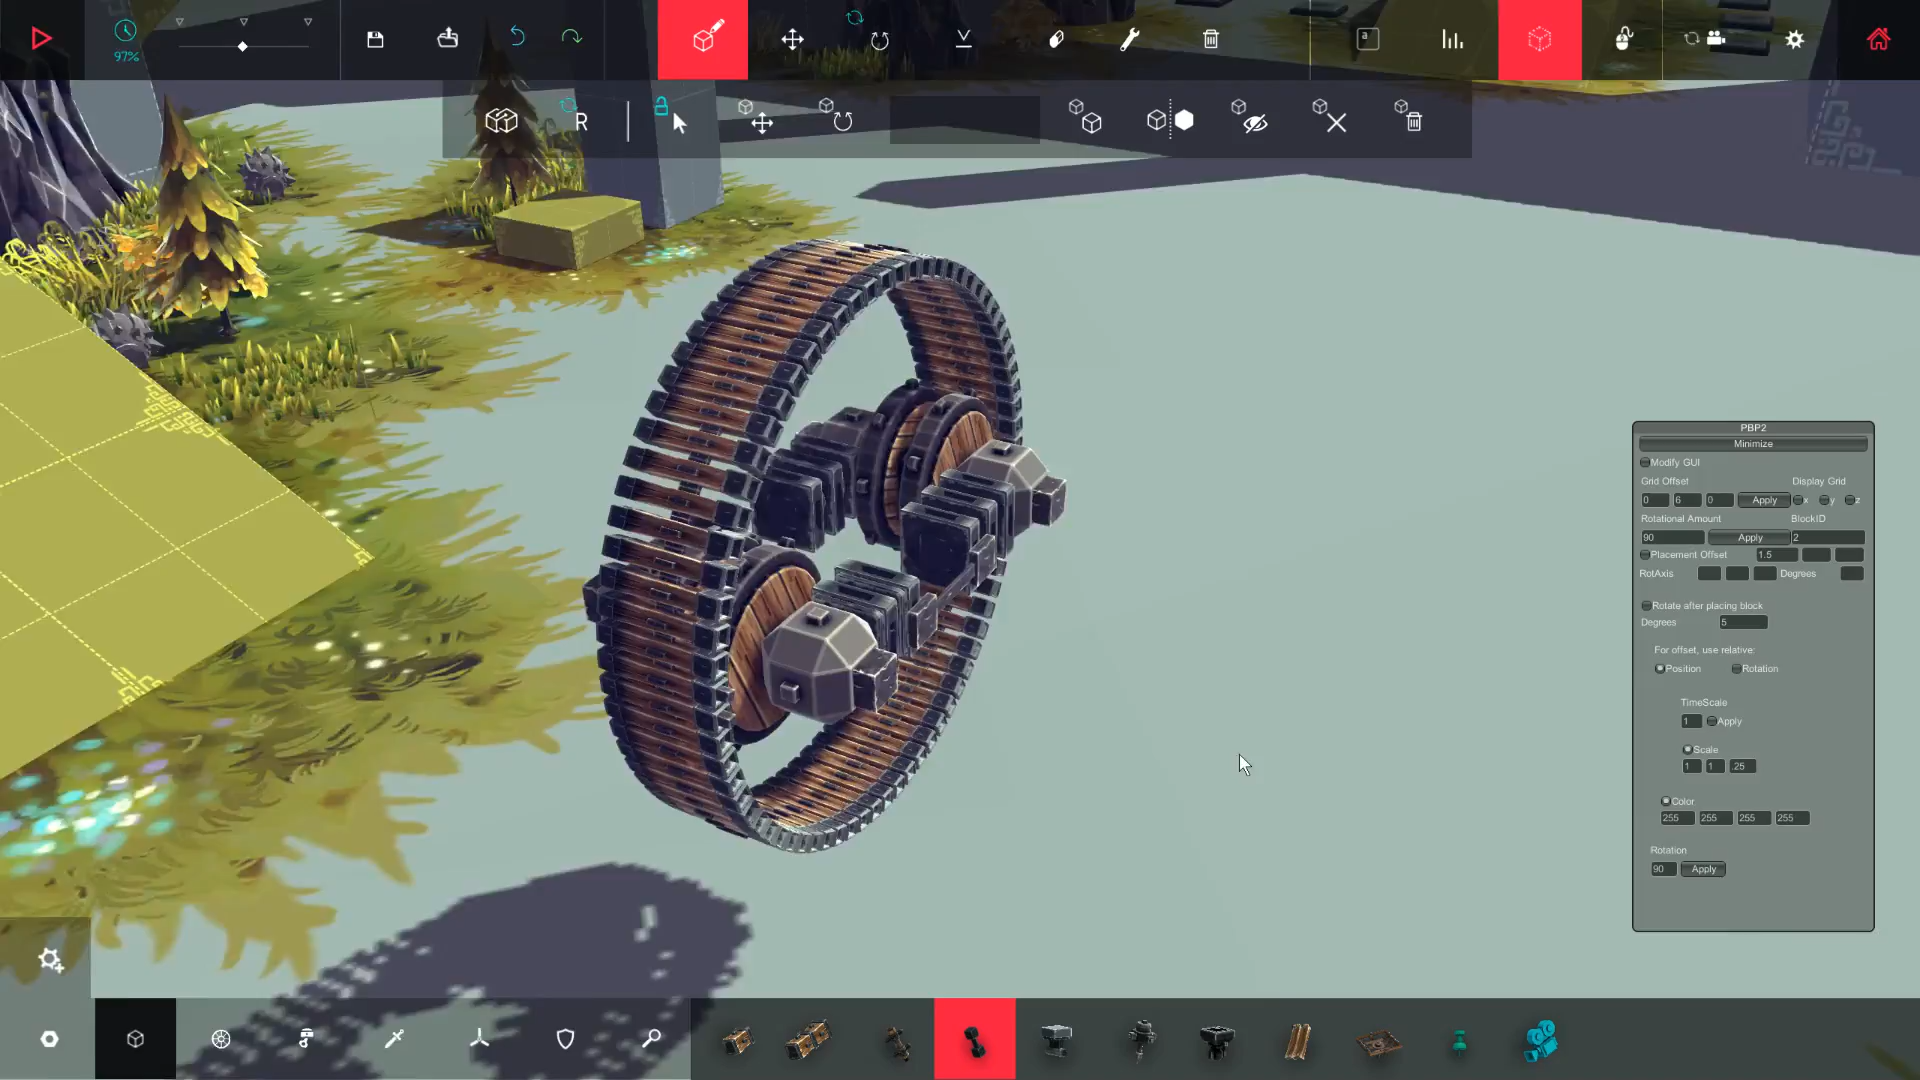 97%
a
R
PBP2
Minimize
Modify GUI
Grid Offset Display Grid
0 6 0 Apply x y z
Rotational Amount BlockID
90 Apply 2
Placement Offset 1.5
RotAxis Degrees
Rotate after placing block
Degrees 5
For offset, use relative:
Position Rotation
TimeScale
1 Apply
Scale
1 1 .25
Color
255 255 255 255
Rotation
90 Apply